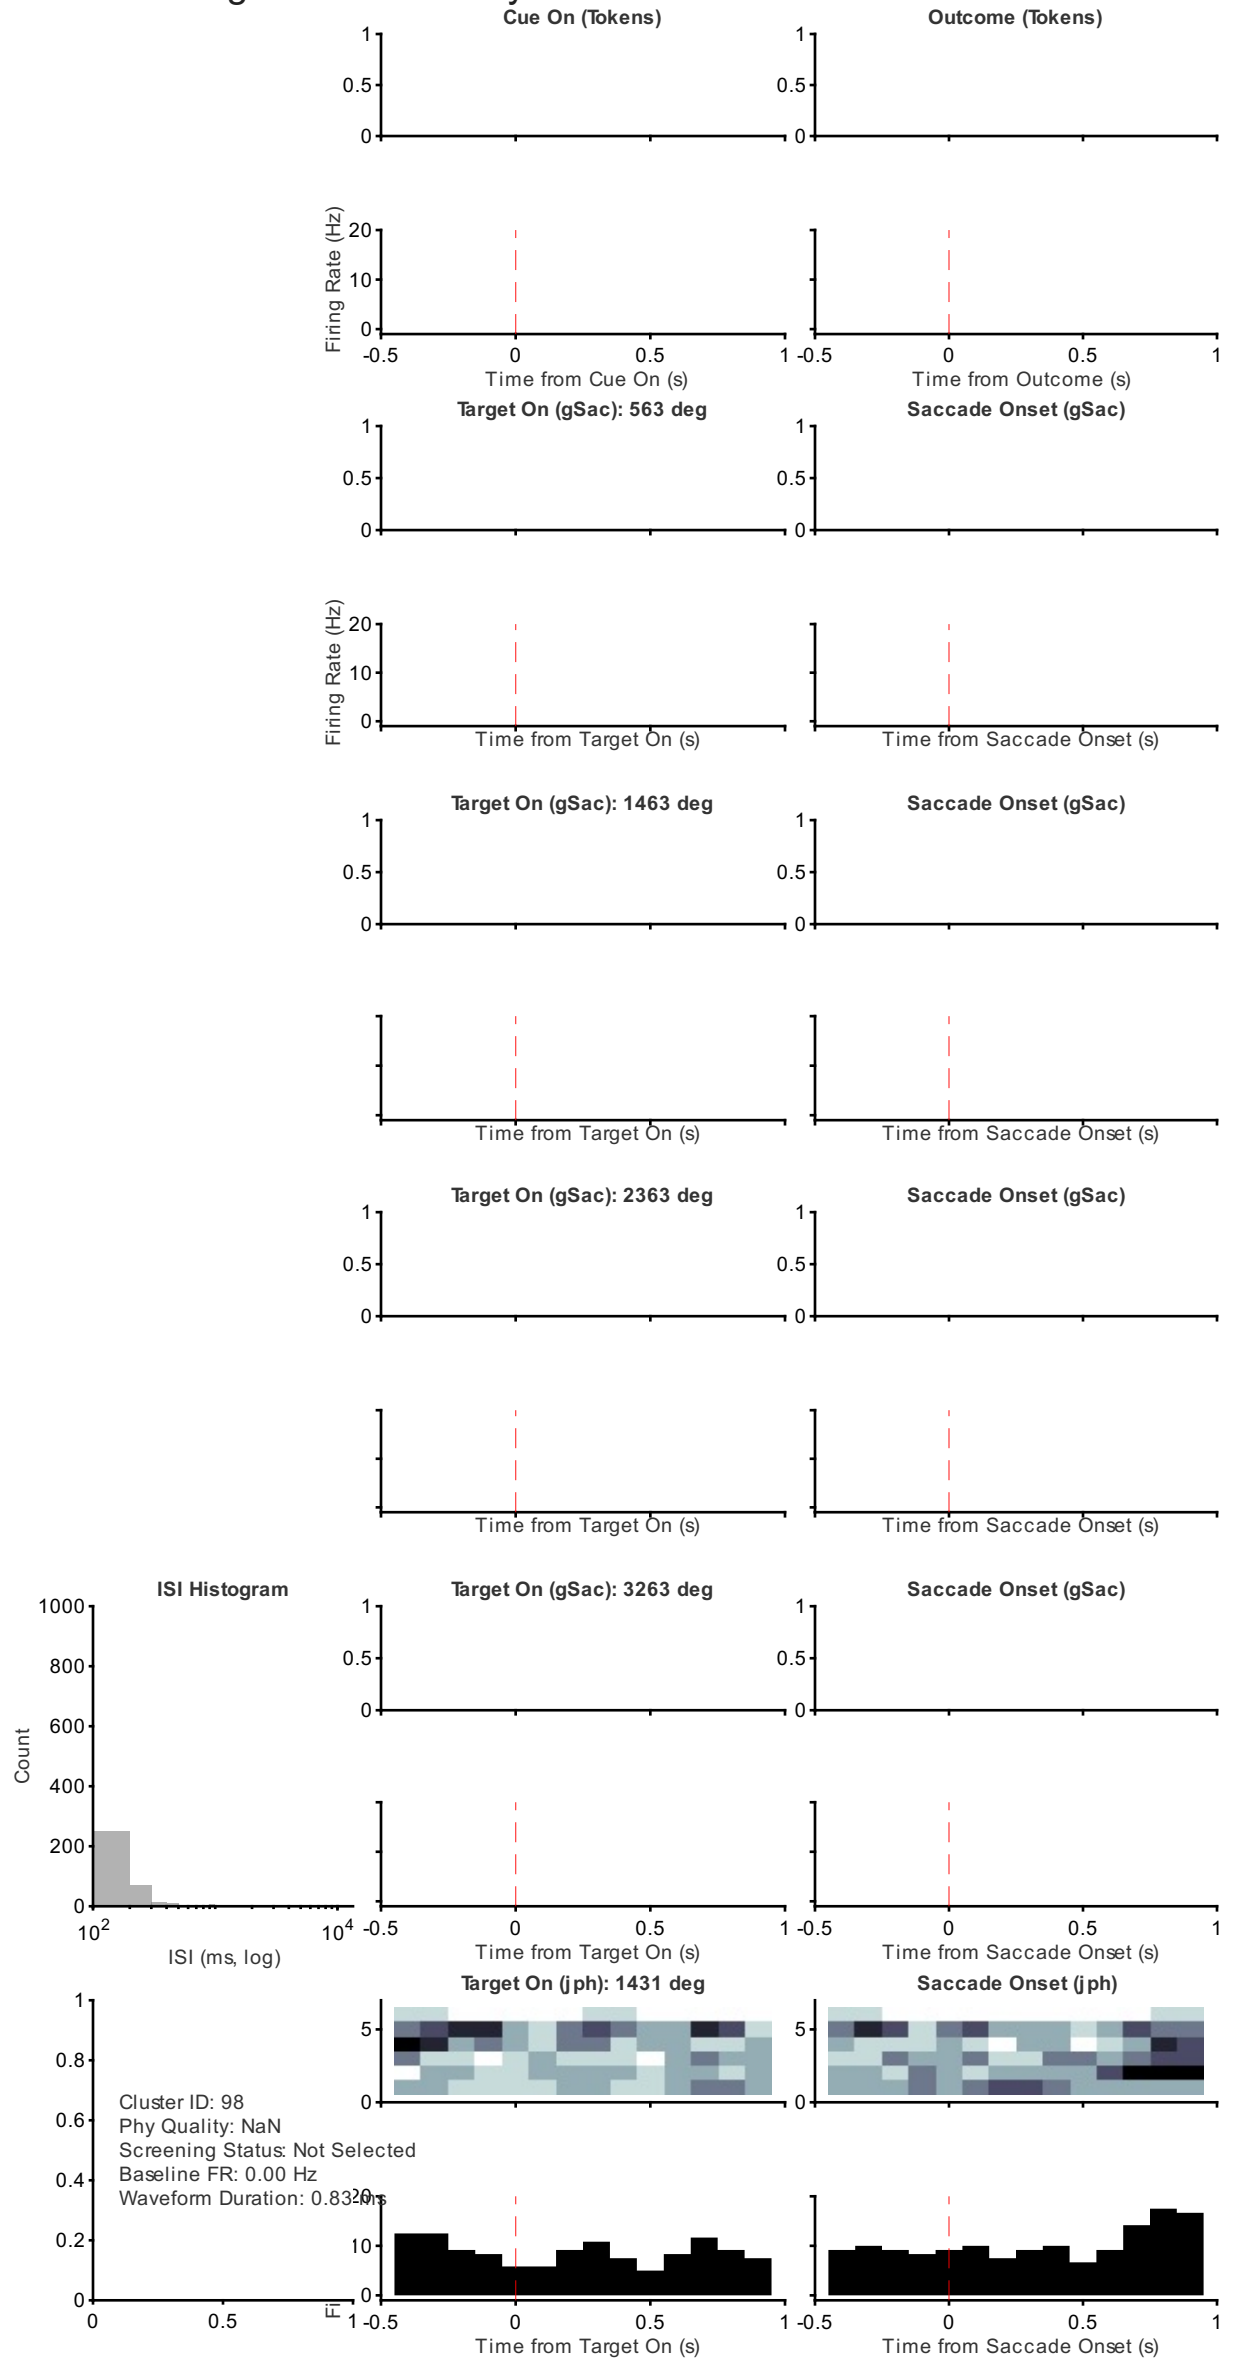 Cue On (Tokens)
Outcome (Tokens)
1
0.5
0
1
0.5
0
Firing Rate (Hz)
20
10
0
-0.5
0
0.5
1
-0.5
0
0.5
1
Time from Cue On (s)
Time from Outcome (s)
Target On (gSac): 563 deg
Saccade Onset (gSac)
1
0.5
0
1
0.5
0
Firing Rate (Hz)
20
10
0
Time from Target On (s)
Time from Saccade Onset (s)
Target On (gSac): 1463 deg
Saccade Onset (gSac)
1
0.5
0
1
0.5
0
Time from Target On (s)
Time from Saccade Onset (s)
Target On (gSac): 2363 deg
Saccade Onset (gSac)
1
0.5
0
1
0.5
0
Time from Target On (s)
Time from Saccade Onset (s)
ISI Histogram
Target On (gSac): 3263 deg
Saccade Onset (gSac)
1000
800
600
400
200
0
Count
10^2
10^4
ISI (ms, log)
1
0.5
0
1
0.5
0
-0.5
0
0.5
1
-0.5
0
0.5
1
Time from Target On (s)
Time from Saccade Onset (s)
Target On (jph): 1431 deg
Saccade Onset (jph)
1
0.8
0.6
0.4
0.2
0
0
0.5
1
Cluster ID: 98
Phy Quality: NaN
Screening Status: Not Selected
Baseline FR: 0.00 Hz
Waveform Duration: 0.83 ms
5
0
5
0
20
10
0
Fi
-0.5
0
0.5
1
-0.5
0
0.5
1
Time from Target On (s)
Time from Saccade Onset (s)